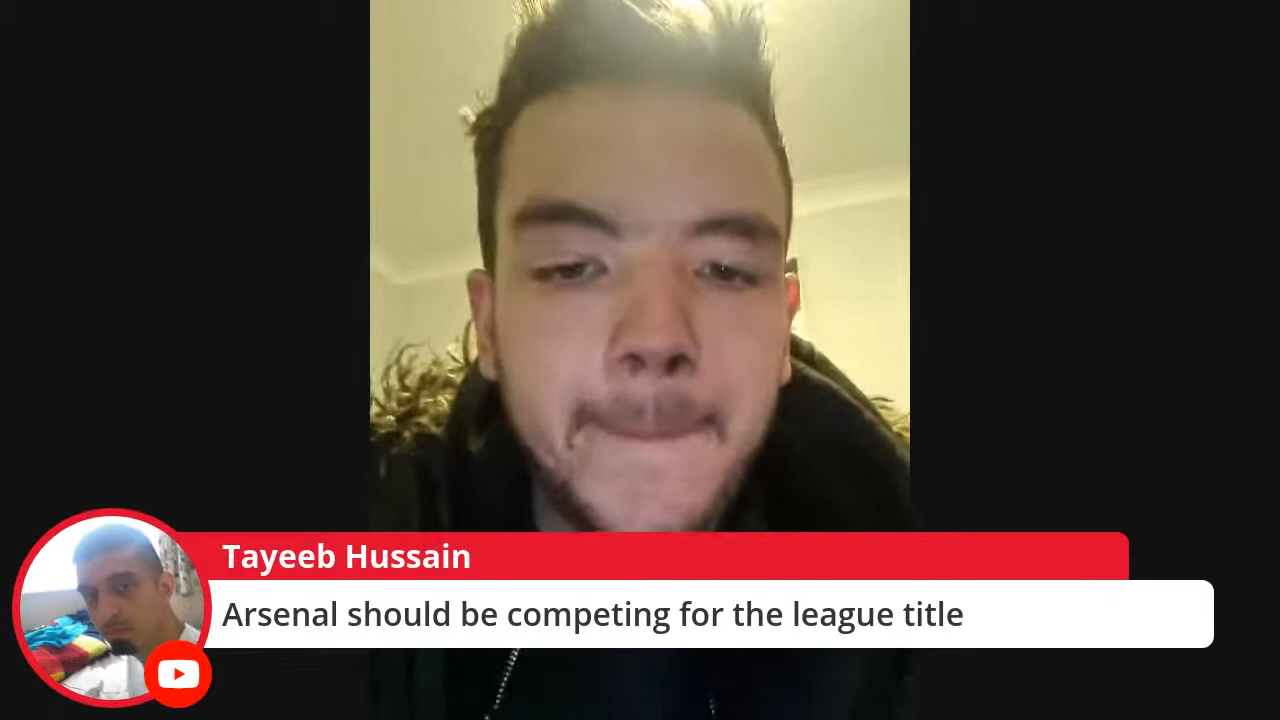 Tayeeb Hussain
Arsenal should be competing for the league title